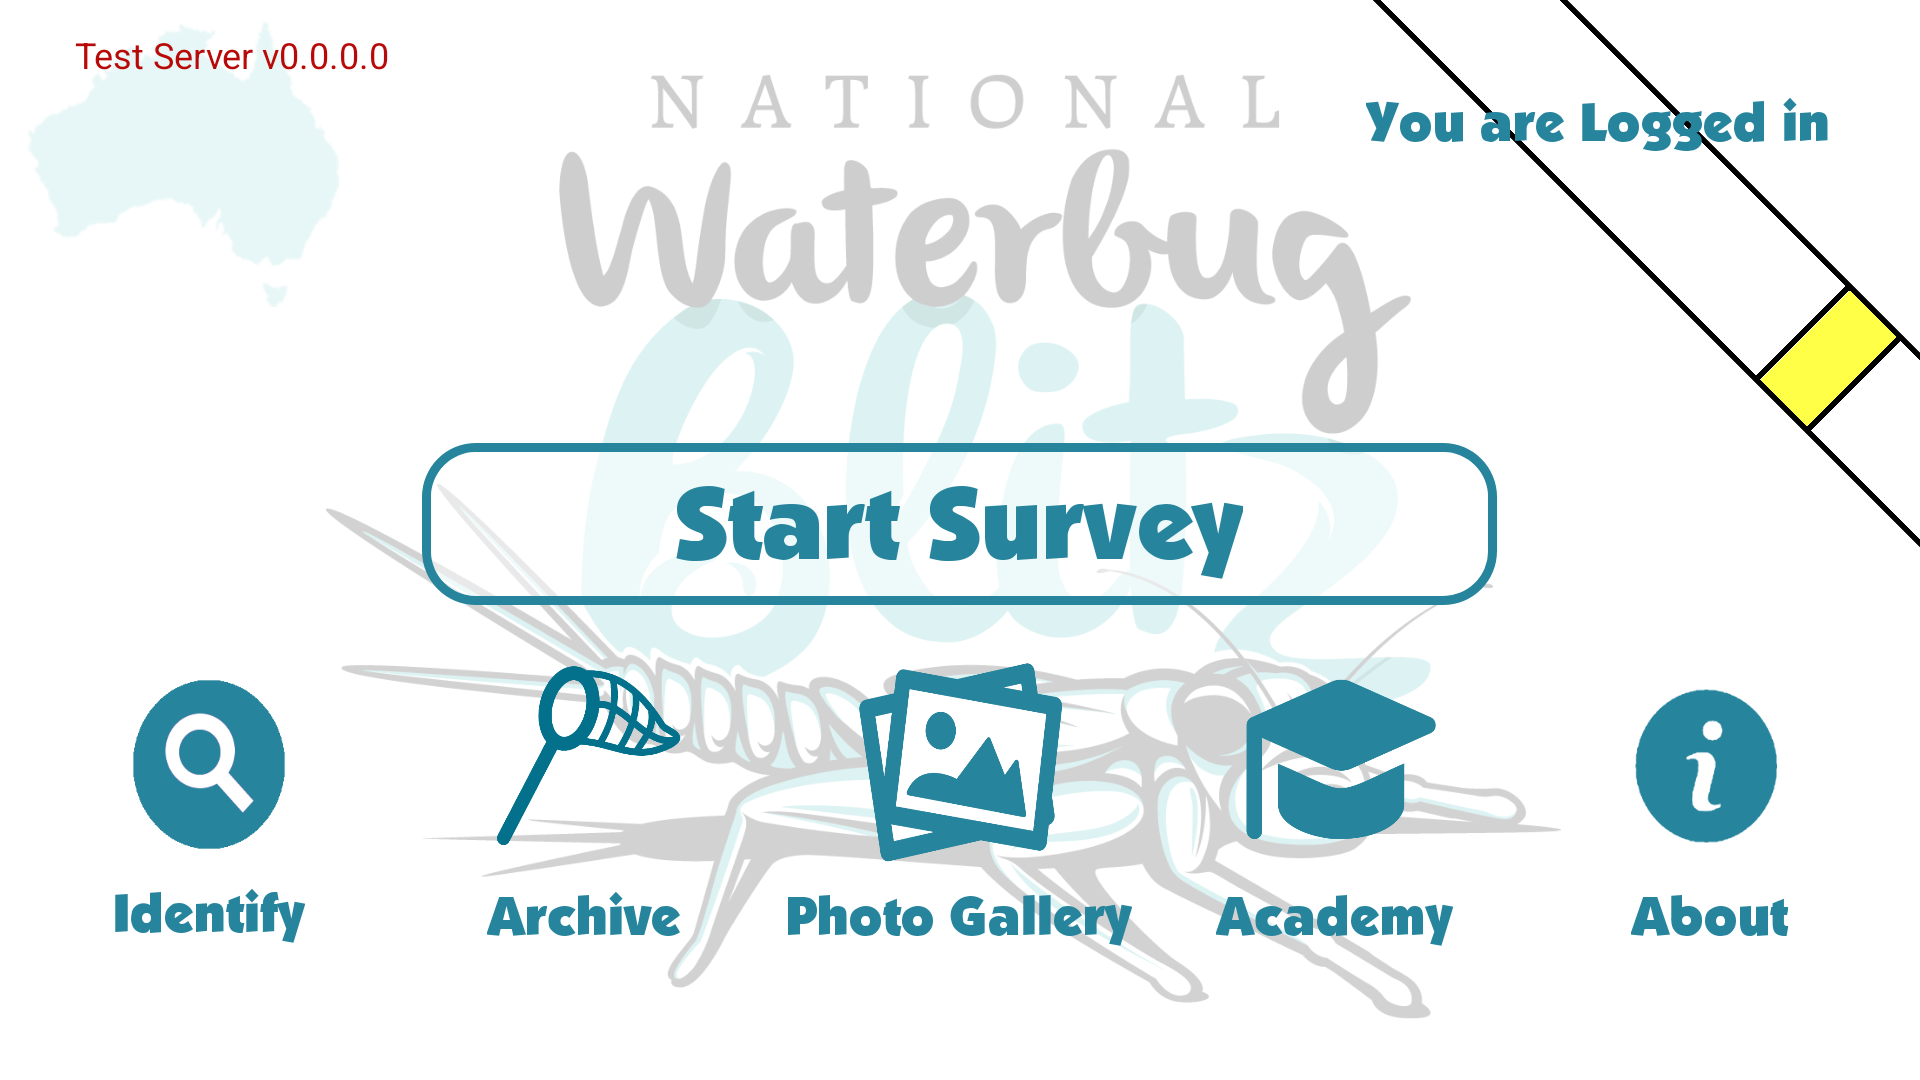 Test Server v0.0.0.0
NATIONAL
You are Logged in
Waterbug
Blitz
Start Survey
Identify
Archive
Photo Gallery
Academy
About